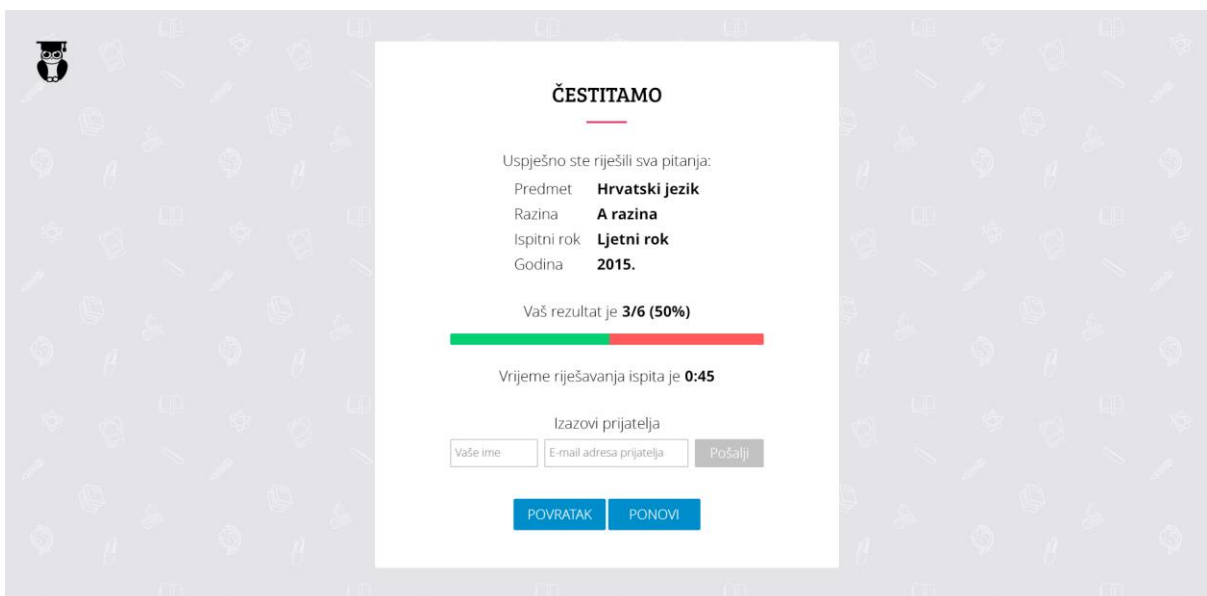 ČESTITAMO
Uspješno ste riješili sva pitanja:
Predmet Hrvatski jezik
Razina A razina
Ispitni rok Ljetni rok
Godina 2015.
Vaš rezultat je 3/6 (50%)
Vrijeme riješavanja ispita je 0:45
Izazovi prijatelja
Vaše ime E-mail adresa prijatelja Pošalji
POVRATAK PONOVI